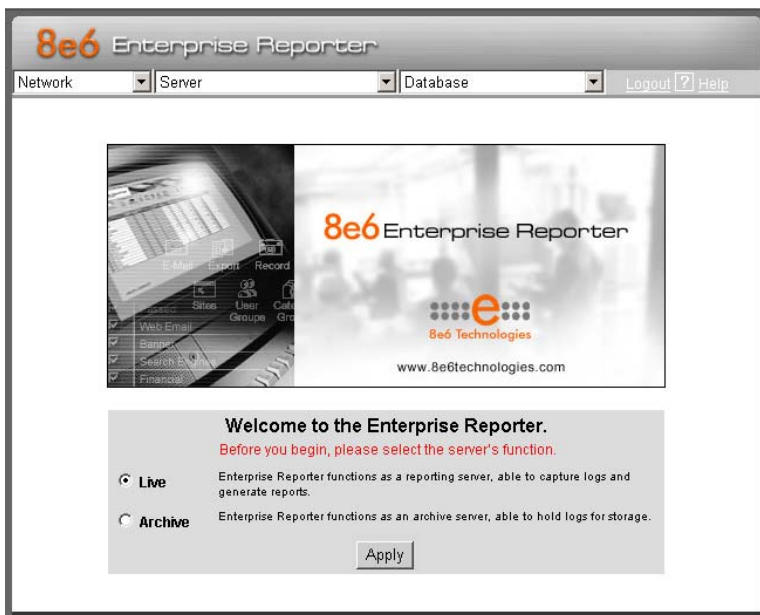 8e6 Enterprise Reporter
Network Server Database Logout ? Help
E-Mail Export Record
Sites User Groups
Web Email
Banner
Search Engines
Financial
8e6 Enterprise Reporter
e
8e6 Technologies
www.8e6technologies.com
Welcome to the Enterprise Reporter.
Before you begin, please select the server's function.
Live Enterprise Reporter functions as a reporting server, able to capture logs and
generate reports.
Archive Enterprise Reporter functions as an archive server, able to hold logs for storage.
Apply